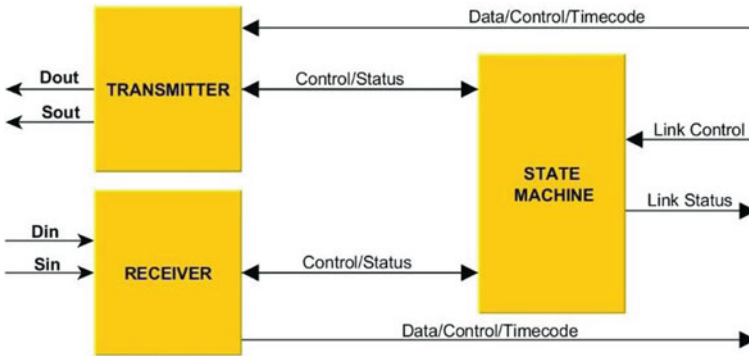 Data/Control/Timecode
Dout
TRANSMITTER
Control/Status
Sout
Link Control
STATE
MACHINE
Link Status
Din
Sin
RECEIVER
Control/Status
Data/Control/Timecode